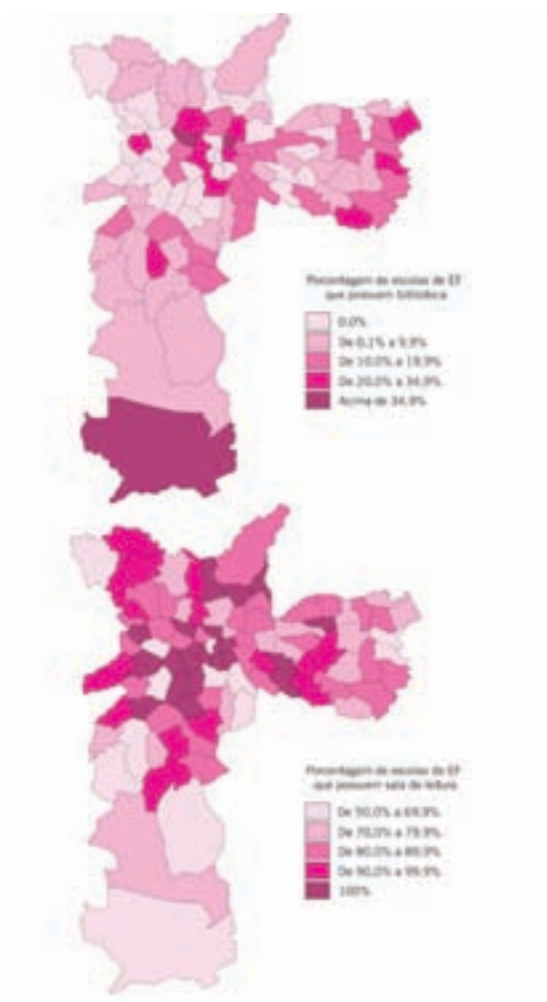 Porcentagem de escolas de EF
que possuem biblioteca
0,0%
De 0,1% a 9,9%
De 10,0% a 19,9%
De 20,0% a 34,9%
Acima de 34,9%
Porcentagem de escolas de EF
que possuem sala de leitura
De 50,0% a 69,9%
De 70,0% a 79,9%
De 80,0% a 89,9%
De 90,0% a 99,9%
100%